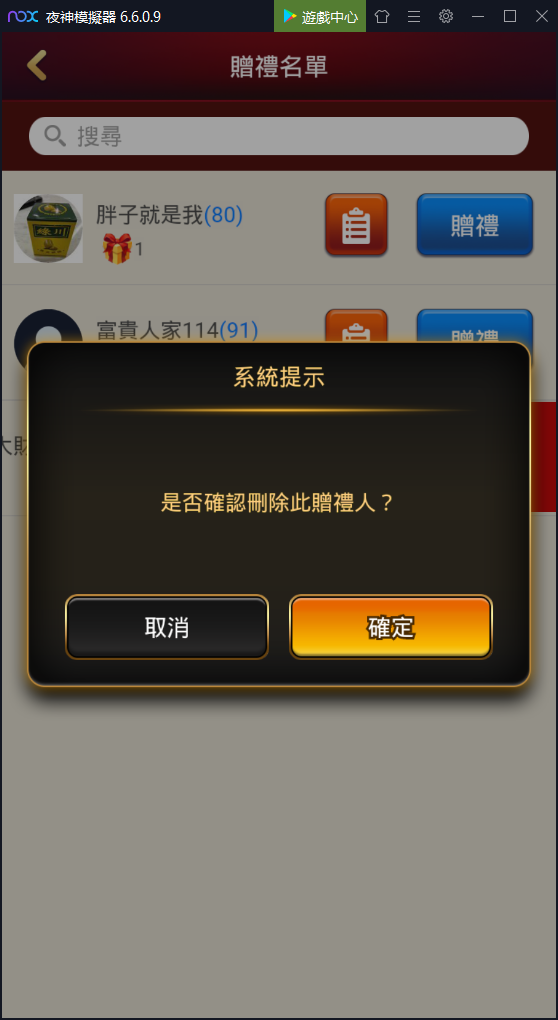 nox 夜神模擬器 6.6.0.9 遊戲中心
贈禮名單
搜尋
胖子就是我(80)
1
贈禮
富貴人家114(91)
贈禮
大財
系統提示
是否確認刪除此贈禮人？
取消
確定